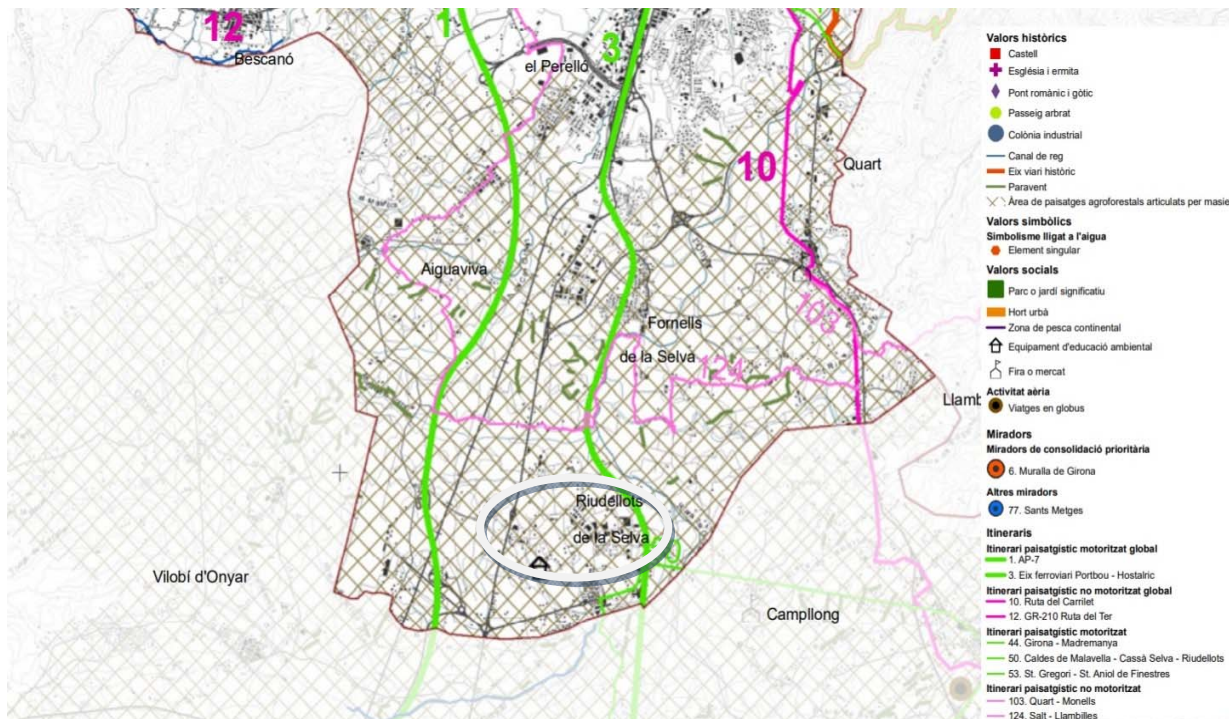 12
Bescanó
1
el Perelló
3
10
Quart
Aiguaviva
103
Fornells
de la Selva
124
Riudellots
de la Selva
Vilobí d'Onyar
Campllong
Valors històrics
Castell
Església i ermita
Pont romànic i gòtic
Passeig arbrat
Colònia industrial
Canal de reg
Eix viari històric
Paravent
Àrea de paisatges agroforestals articulats per masie
Valors simbòlics
Simbolisme lligat a l'aigua
Element singular
Valors socials
Parc o jardí significatiu
Hort urbà
Zona de pesca continental
Equipament d'educació ambiental
Fira o mercat
Activitat aèria
Viatges en globus
Llamb
Miradors
Miradors de consolidació prioritària
6. Muralla de Girona
Altres miradors
77. Sants Metges
Itineraris
Itinerari paisatgístic motoritzat global
1. AP-7
3. Eix ferroviari Portbou - Hostalric
Itinerari paisatgístic no motoritzat global
10. Ruta del Carrilet
12. GR-210 Ruta del Ter
Itinerari paisatgístic motoritzat
44. Girona - Madremanya
50. Caldes de Malavella - Cassà Selva - Riudellots
53. St. Gregori - St. Aniol de Finestres
Itinerari paisatgístic no motoritzat
103. Quart - Monells
124. Salt - Llambilles